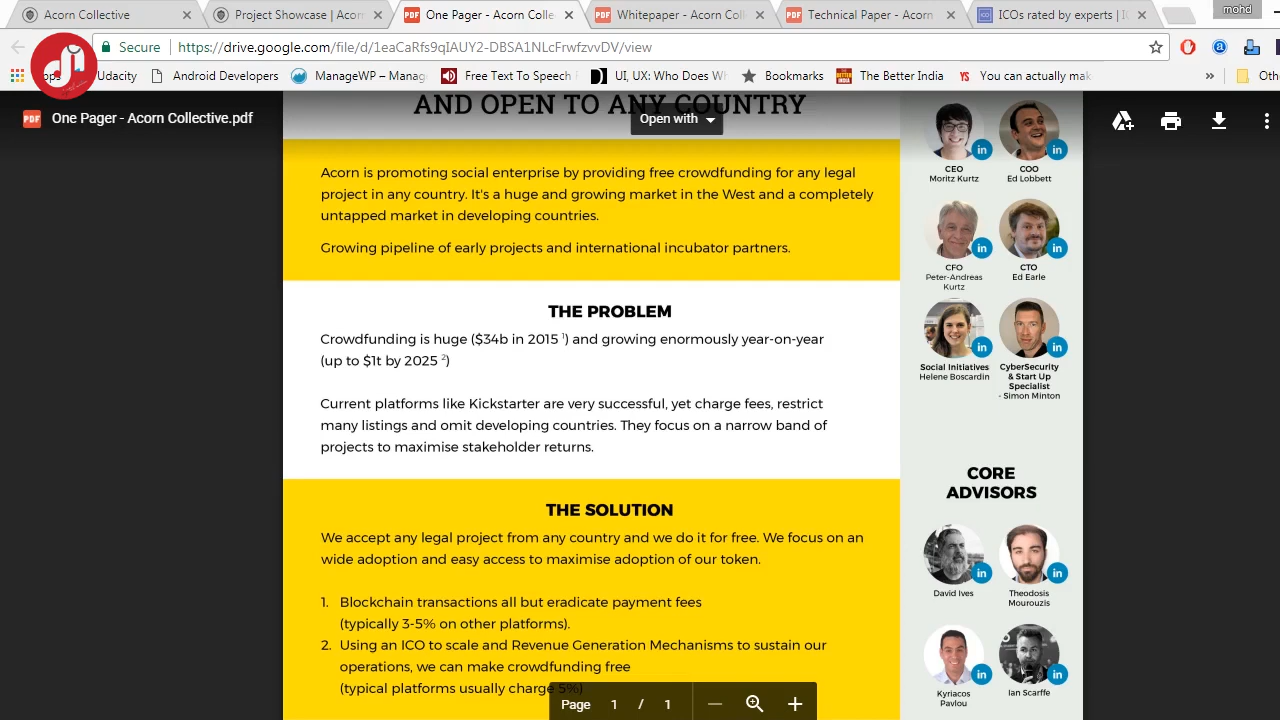 Acorn Collective
Project Showcase | Acorn
One Pager - Acorn Colle
Whitepaper - Acorn Coll
Technical Paper - Acorn
ICOs rated by experts | IC
mohd
Secure
https://drive.google.com/file/d/1eaCaRfs9qIAUY2-DBSA1NLcFrwfzvvDV/view
Udacity
Android Developers
ManageWP – Manag
Free Text To Speech
UI, UX: Who Does Wh
Bookmarks
The Better India
You can actually mak
»
Oth
PDF
One Pager - Acorn Collective.pdf
Open with
AND OPEN TO ANY COUNTRY
Acorn is promoting social enterprise by providing free crowdfunding for any legal
project in any country. It's a huge and growing market in the West and a completely
untapped market in developing countries.
Growing pipeline of early projects and international incubator partners.
THE PROBLEM
Crowdfunding is huge ($34b in 2015 ¹) and growing enormously year-on-year
(up to $1t by 2025 ²)
Current platforms like Kickstarter are very successful, yet charge fees, restrict
many listings and omit developing countries. They focus on a narrow band of
projects to maximise stakeholder returns.
THE SOLUTION
We accept any legal project from any country and we do it for free. We focus on an
wide adoption and easy access to maximise adoption of our token.
1. Blockchain transactions all but eradicate payment fees
(typically 3-5% on other platforms).
2. Using an ICO to scale and Revenue Generation Mechanisms to sustain our
operations, we can make crowdfunding free
(typical platforms usually charge 5%)
CEO
Moritz Kurtz
COO
Ed Lobbett
CFO
Peter-Andreas
Kurtz
CTO
Ed Earle
Social Initiatives
Helene Boscardin
CyberSecurity
& Start Up
Specialist
- Simon Minton
CORE
ADVISORS
David Ives
Theodosis
Mourouzis
Kyriacos
Pavlou
Ian Scarffe
Page 1 / 1